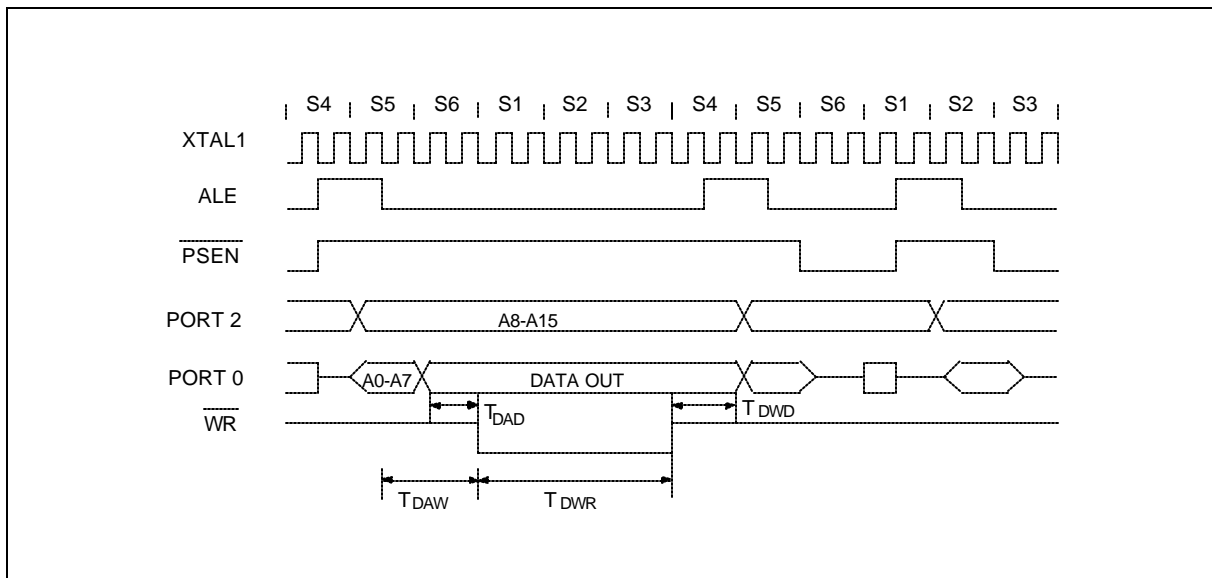 S4 S5 S6 S1 S2 S3 S4 S5 S6 S1 S2 S3
XTAL1
ALE
PSEN
PORT 2 A8-A15
PORT 0 A0-A7 DATA OUT
WR TDAD TDWD
TDAW TDWR